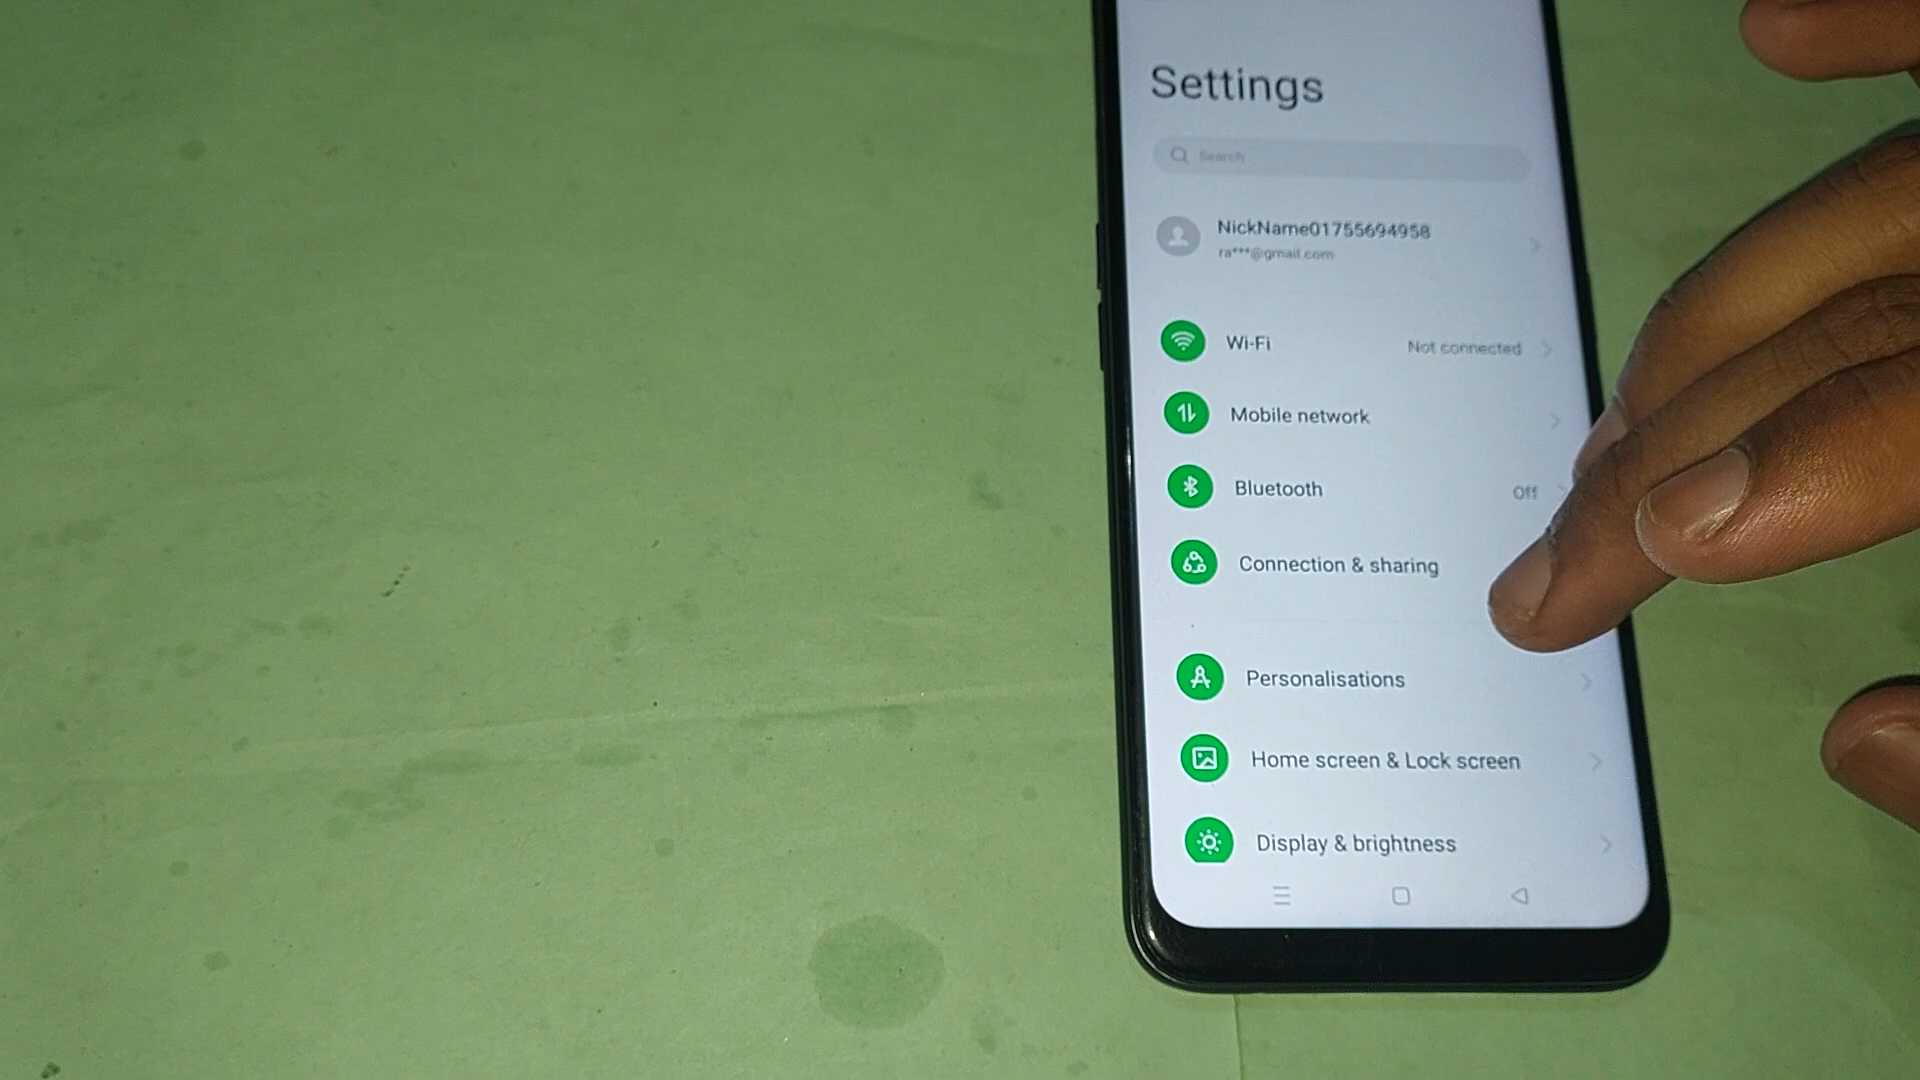 Settings
Search
NickName01755694958
ra***@gmail.com
Wi-Fi Not connected
Mobile network
Bluetooth Off
Connection & sharing
Personalisations
Home screen & Lock screen
Display & brightness